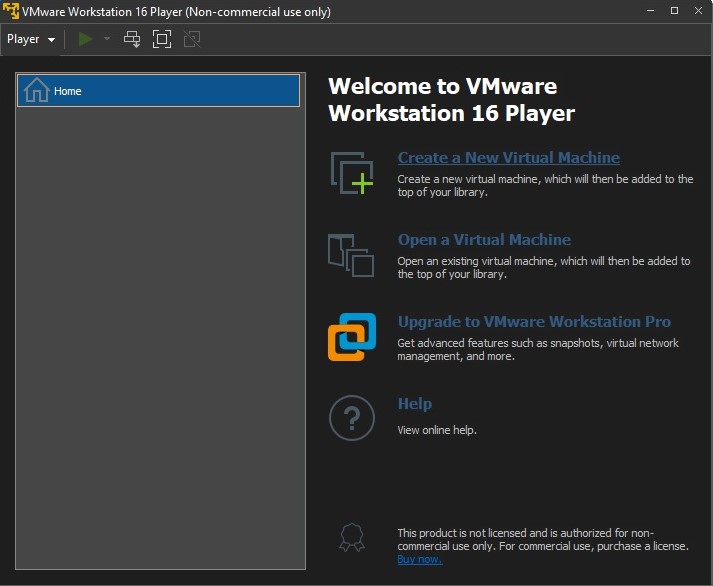 VMware Workstation 16 Player (Non-commercial use only)
Player
Home
Welcome to VMware
Workstation 16 Player
Create a New Virtual Machine
Create a new virtual machine, which will then be added to the
top of your library.
Open a Virtual Machine
Open an existing virtual machine, which will then be added to
the top of your library.
Upgrade to VMware Workstation Pro
Get advanced features such as snapshots, virtual network
management, and more.
?
Help
View online help.
This product is not licensed and is authorized for non-
commercial use only. For commercial use, purchase a license.
Buy now.